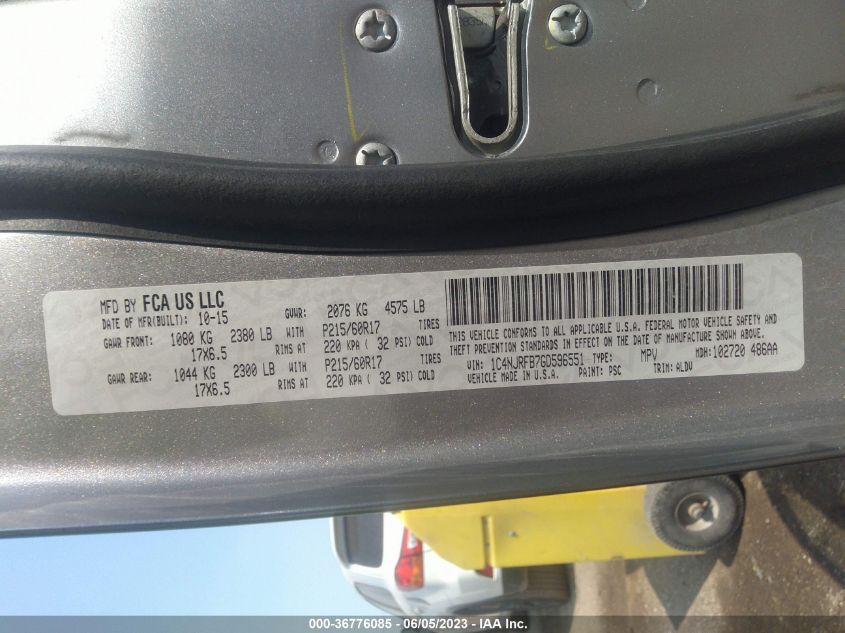 MFD BY FCA US LLC
DATE OF MFR(BUILT): 10-15 GVWR: 2076 KG 4575 LB
GAWR FRONT: 1080 KG 2380 LB WITH P215/60R17 TIRES
17X6.5 RIMS AT 220 KPA ( 32 PSI) COLD
GAWR REAR: 1044 KG 2300 LB WITH P215/60R17 TIRES
17X6.5 RIMS AT 220 KPA ( 32 PSI) COLD
THIS VEHICLE CONFORMS TO ALL APPLICABLE U.S.A. FEDERAL MOTOR VEHICLE SAFETY AND
THEFT PREVENTION STANDARDS IN EFFECT ON THE DATE OF MANUFACTURE SHOWN ABOVE.
VIN: 1C4NJRFB7GD596551 TYPE: MPV MDH:102720 486AA
VEHICLE MADE IN U.S.A. PAINT: PSC TRIM: ALDV
000-36776085 - 06/05/2023 - IAA Inc.